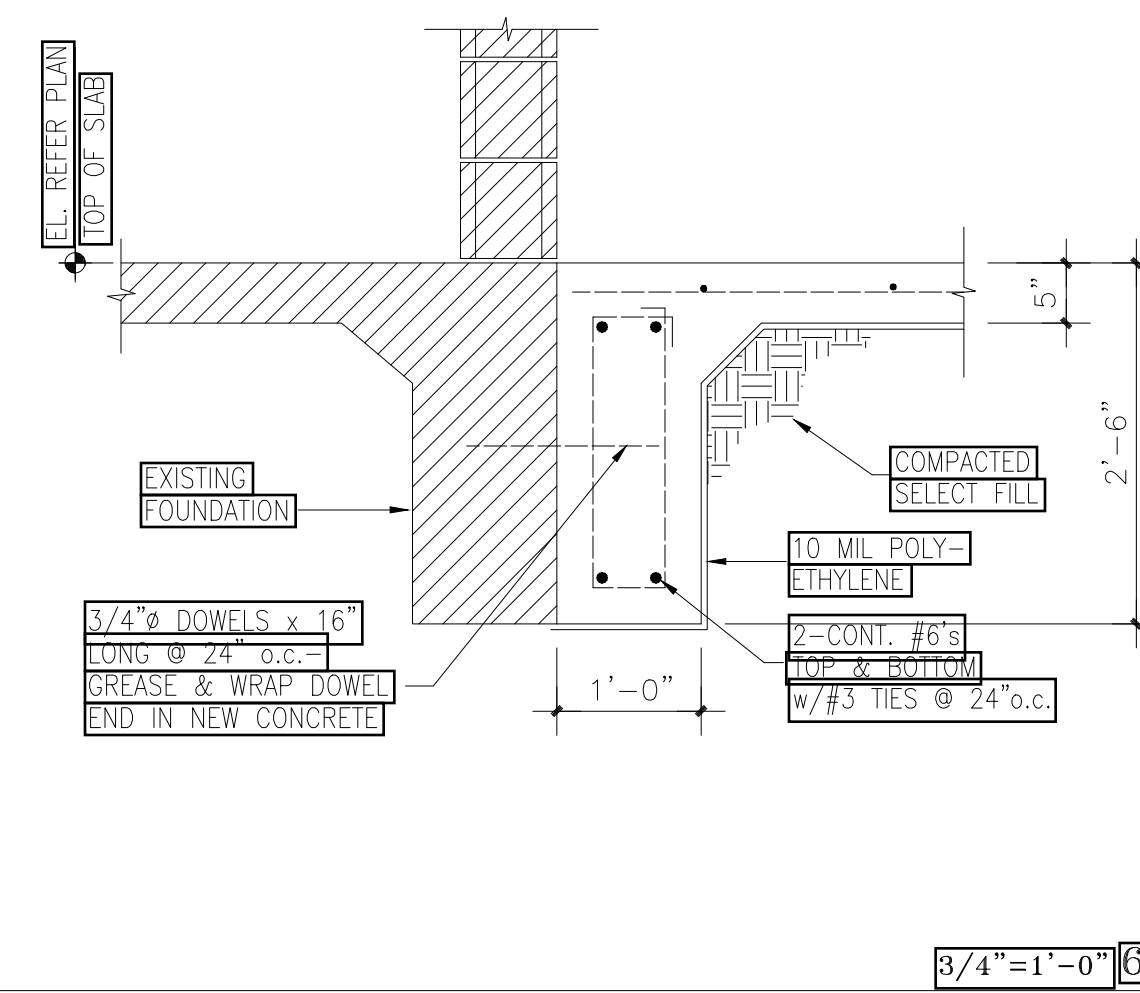 EL. REFER PLAN
TOP OF SLAB
5"
2'-6"
EXISTING
FOUNDATION
COMPACTED
SELECT FILL
10 MIL POLY-
ETHYLENE
3/4"ø DOWELS x 16"
LONG @ 24" o.c.-
GREASE & WRAP DOWEL
END IN NEW CONCRETE
2-CONT. #6's
TOP & BOTTOM
w/#3 TIES @ 24"o.c.
1'-0"
3/4"=1'-0"
6